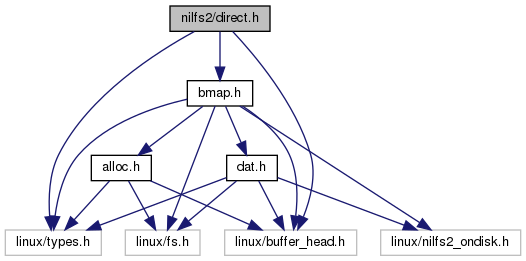 nilfs2/direct.h
bmap.h
alloc.h
dat.h
linux/types.h
linux/fs.h
linux/buffer_head.h
linux/nilfs2_ondisk.h